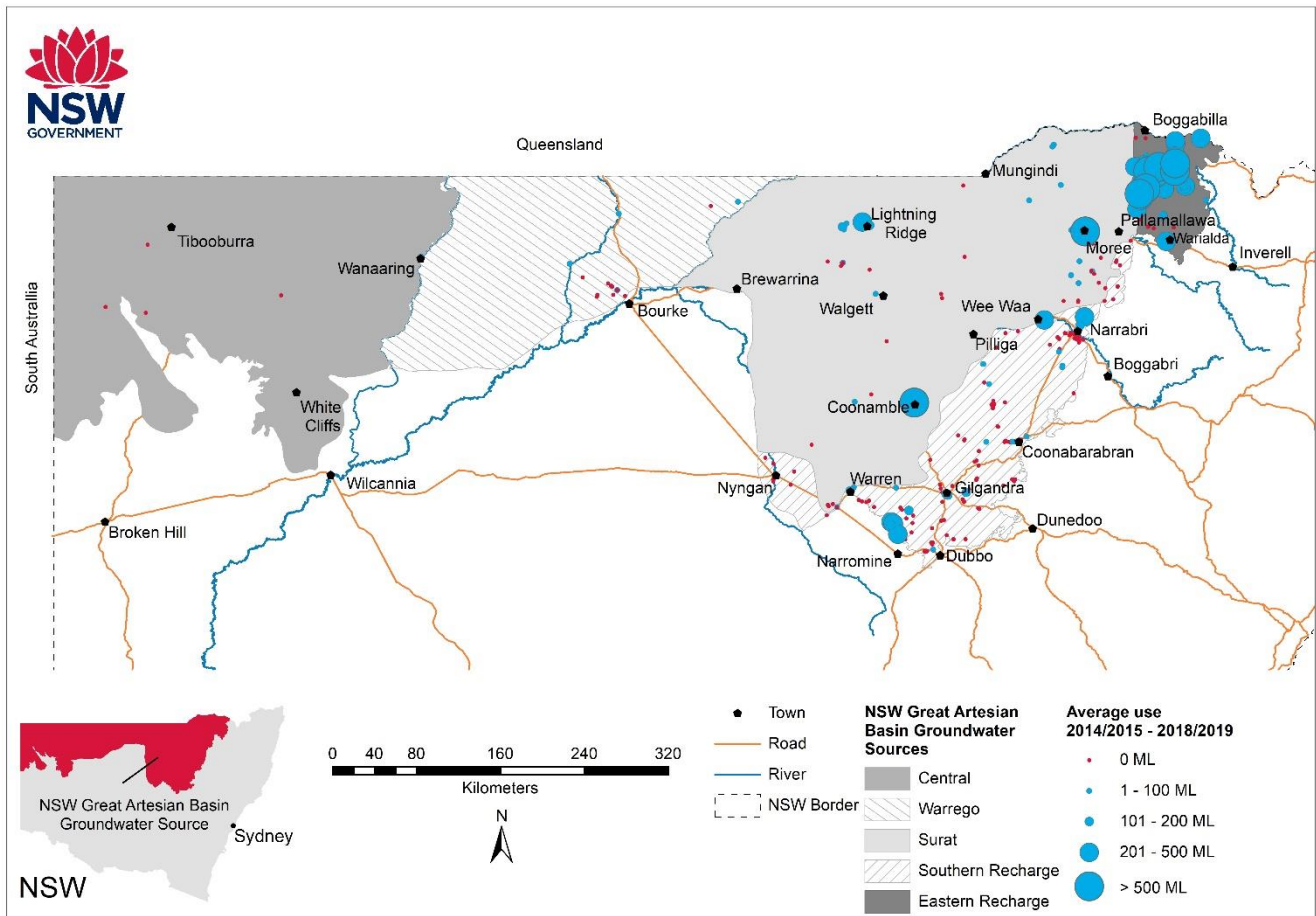 NSW
GOVERNMENT
Queensland
South Australlia
Boggabilla
Mungindi
Tibooburra
Lightning
Ridge
Pallamallawa
Moree
Warialda
Inverell
Wanaaring
Brewarrina
Walgett
Wee Waa
Bourke
Narrabri
Pilliga
Boggabri
White
Cliffs
Coonamble
Coonabarabran
Wilcannia
Nyngan
Warren
Gilgandra
Broken Hill
Dunedoo
Narromine
Dubbo
NSW Great Artesian Basin
Groundwater Source
Sydney
NSW
0 40 80 160 240 320
Kilometers
N
Town
Road
River
NSW Border
NSW Great Artesian
Basin Groundwater
Sources
Central
Warrego
Surat
Southern Recharge
Eastern Recharge
Average use
2014/2015 - 2018/2019
0 ML
1 - 100 ML
101 - 200 ML
201 - 500 ML
> 500 ML